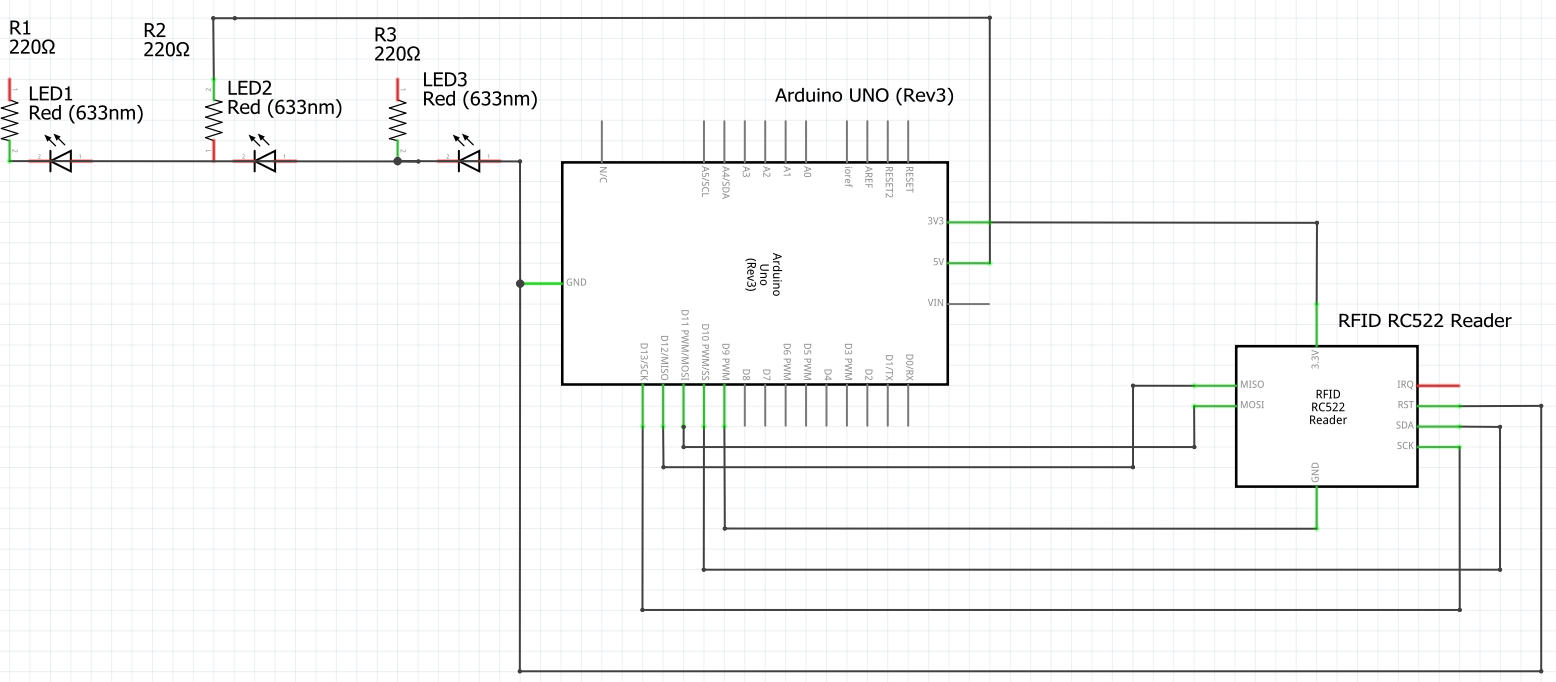 R1
220Ω
R2
220Ω
R3
220Ω
LED1
Red (633nm)
LED2
Red (633nm)
LED3
Red (633nm)
Arduino UNO (Rev3)
N/C
A5/SCL
A4/SDA
A3
A2
A1
A0
ioref
AREF
RESET2
RESET
3V3
5V
VIN
GND
Arduino
Uno
(Rev3)
D13/SCK
D12/MISO
D11 PWM/MOSI
D10 PWM/SS
D9 PWM
D8
D7
D6 PWM
D5 PWM
D4
D3 PWM
D2
D1/TX
D0/RX
RFID RC522 Reader
3.3V
MISO
MOSI
RFID
RC522
Reader
IRQ
RST
SDA
SCK
GND